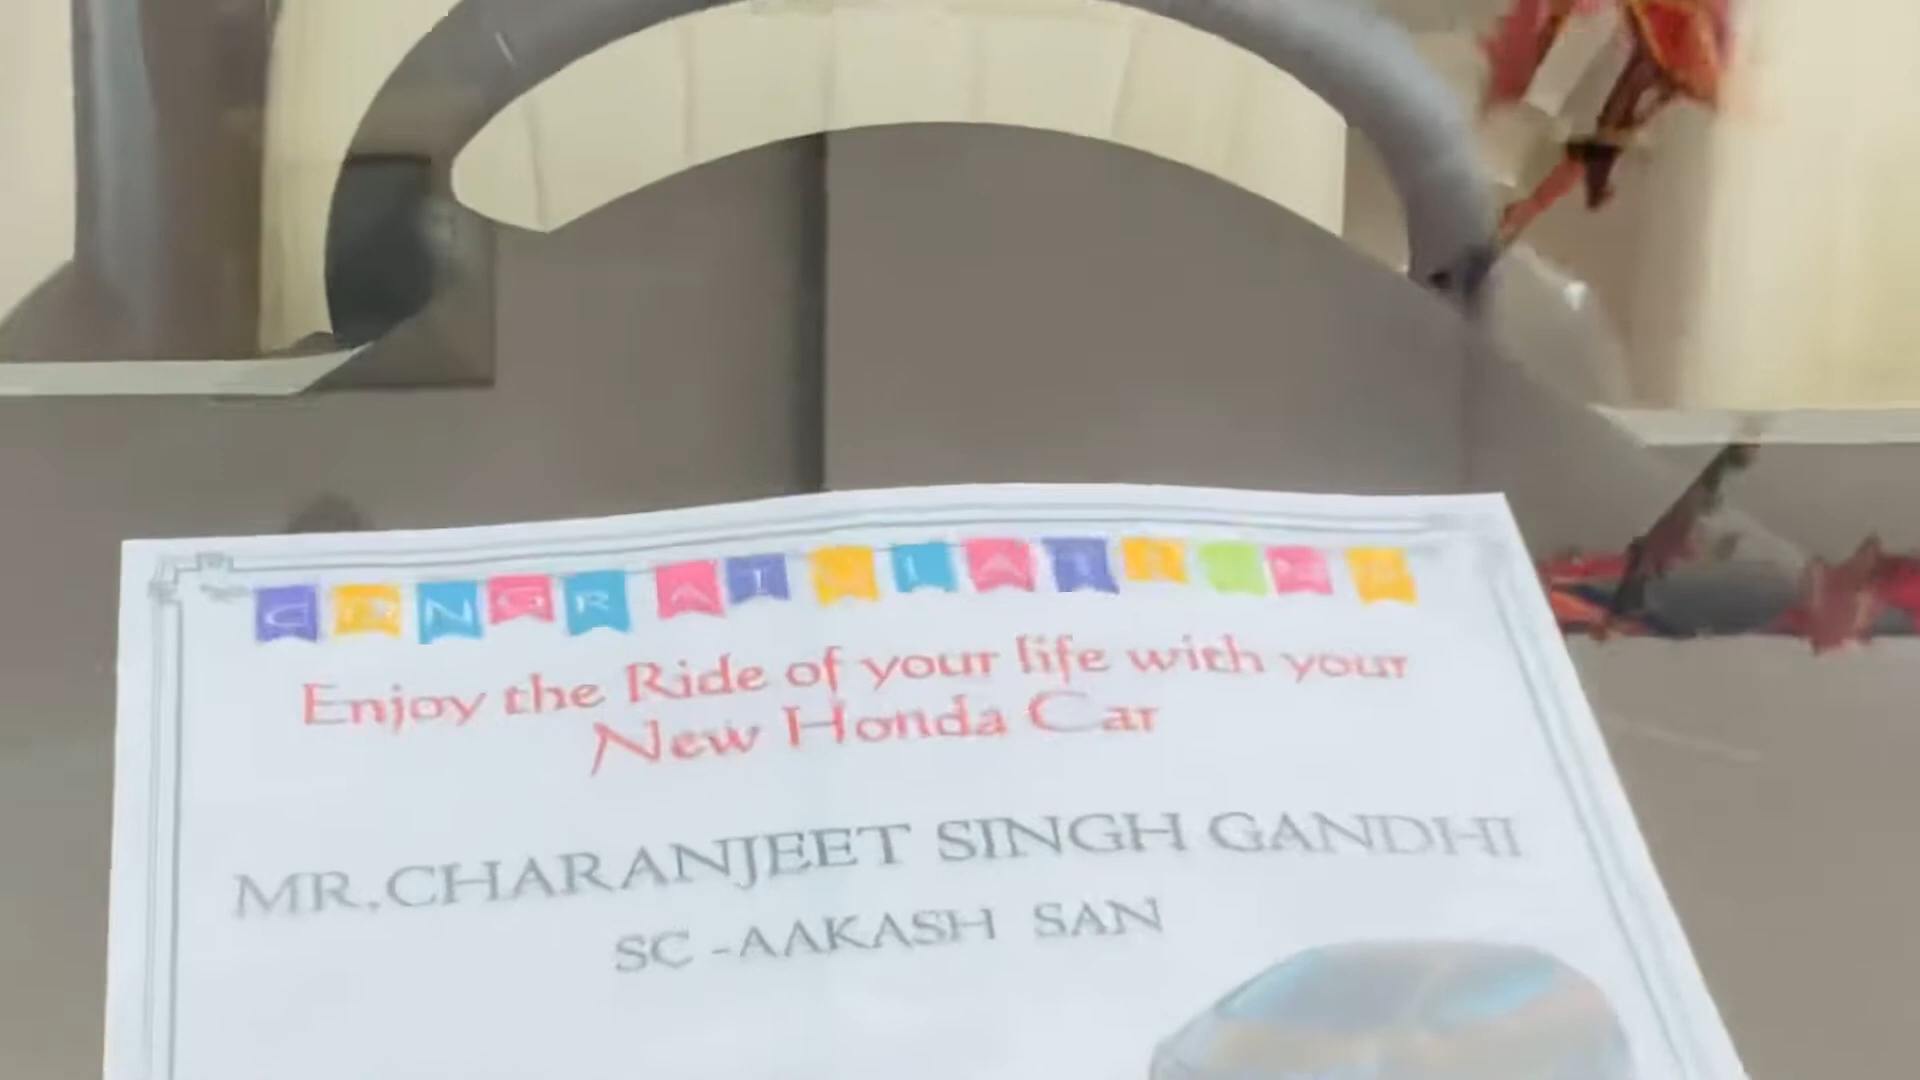 CONGRATULATIONS
Enjoy the Ride of your life with your
New Honda Car
MR.CHARANJEET SINGH GANDHI
SC -AAKASH SAN